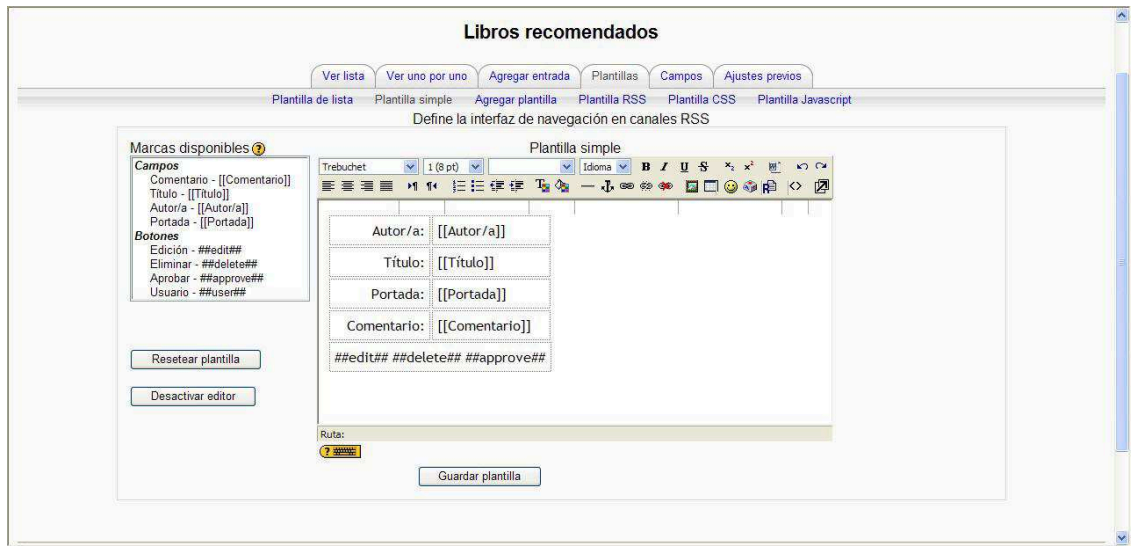 Libros recomendados
Ver lista Ver uno por uno Agregar entrada Plantillas Campos Ajustes previos
Plantilla de lista Plantilla simple Agregar plantilla Plantilla RSS Plantilla CSS Plantilla Javascript
Define la interfaz de navegación en canales RSS
Marcas disponibles ?
Plantilla simple
Campos
Comentario - [[Comentario]]
Título - [[Título]]
Autor/a - [[Autor/a]]
Portada - [[Portada]]
Botones
Edición - ##edit##
Eliminar - ##delete##
Aprobar - ##approve##
Usuario - ##user##
Resetear plantilla
Desactivar editor
Trebuchet 1 (8 pt) Idoma B I U S x₂ x²
Autor/a: [[Autor/a]]
Título: [[Título]]
Portada: [[Portada]]
Comentario: [[Comentario]]
##edit## ##delete## ##approve##
Ruta:
?
Guardar plantilla